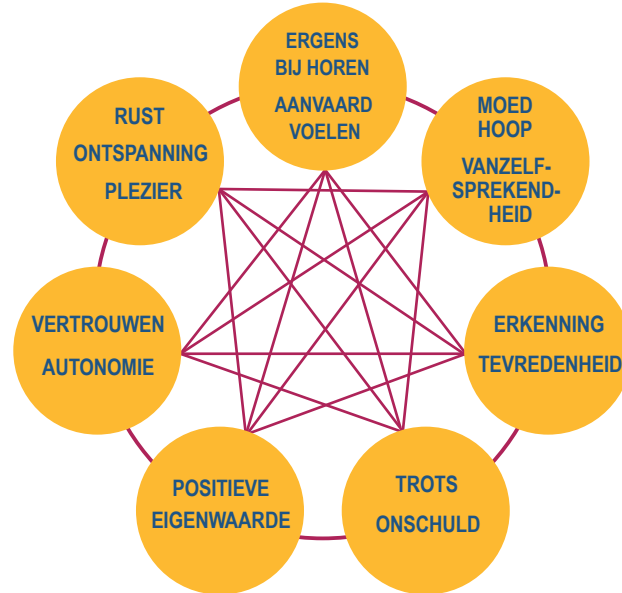 ERGENS
BIJ HOREN
AANVAARD
VOELEN
MOED
HOOP
VANZELF-
SPREKEND-
HEID
ERKENNING
TEVREDENHEID
TROTS
ONSCHULD
POSITIEVE
EIGENWAARDE
VERTROUWEN
AUTONOMIE
RUST
ONTSPANNING
PLEZIER